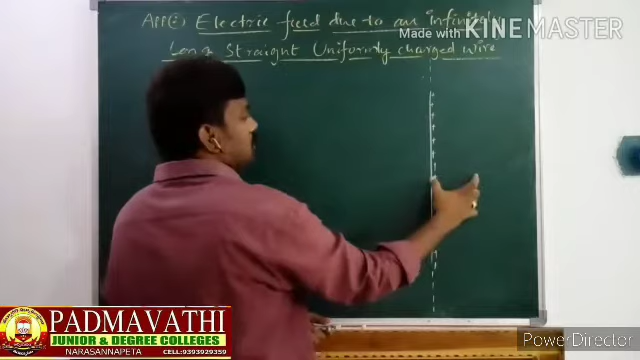 App(i) Electric field due to an infinitely
Made with KINEMASTER
Long Straight Uniformly charged wire
PADMAVATHI
JUNIOR & DEGREE COLLEGES
NARASANNAPETA CELL:9393929359
PowerDirector